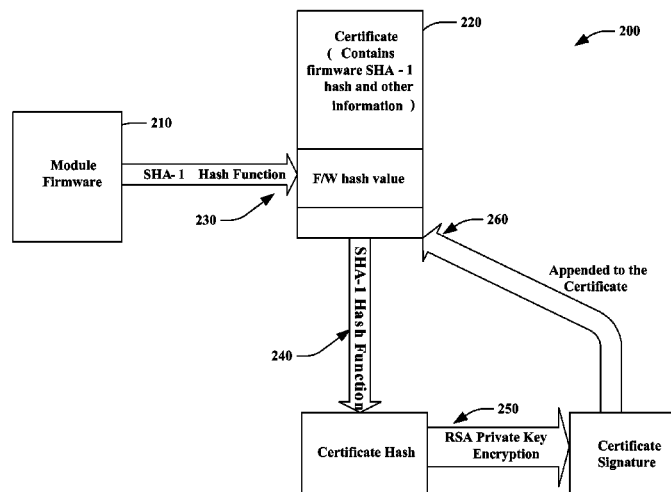 220
200
Certificate
( Contains
firmware SHA - 1
hash and other
information )
210
Module
Firmware
SHA- 1 Hash Function
F/W hash value
230
260
SHA-1 Hash Function
Appended to the
Certificate
240
250
Certificate Hash
RSA Private Key
Encryption
Certificate
Signature